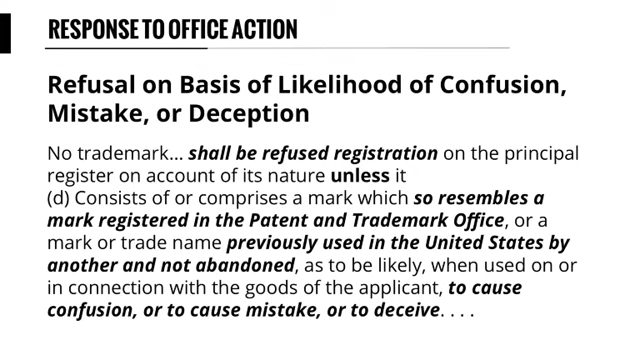 RESPONSE TO OFFICE ACTION
Refusal on Basis of Likelihood of Confusion,
Mistake, or Deception
No trademark... shall be refused registration on the principal
register on account of its nature unless it
(d) Consists of or comprises a mark which so resembles a
mark registered in the Patent and Trademark Office, or a
mark or trade name previously used in the United States by
another and not abandoned, as to be likely, when used on or
in connection with the goods of the applicant, to cause
confusion, or to cause mistake, or to deceive. . . .